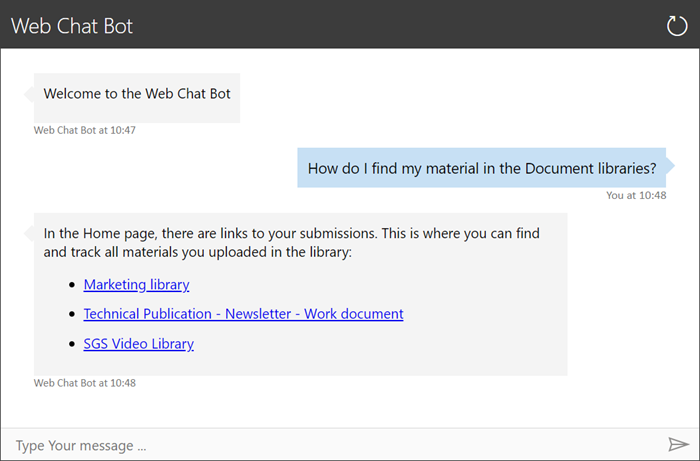 Web Chat Bot
Welcome to the Web Chat Bot
Web Chat Bot at 10:47
How do I find my material in the Document libraries?
You at 10:48
In the Home page, there are links to your submissions. This is where you can find
and track all materials you uploaded in the library:
Marketing library
Technical Publication - Newsletter - Work document
SGS Video Library
Web Chat Bot at 10:48
Type Your message ...